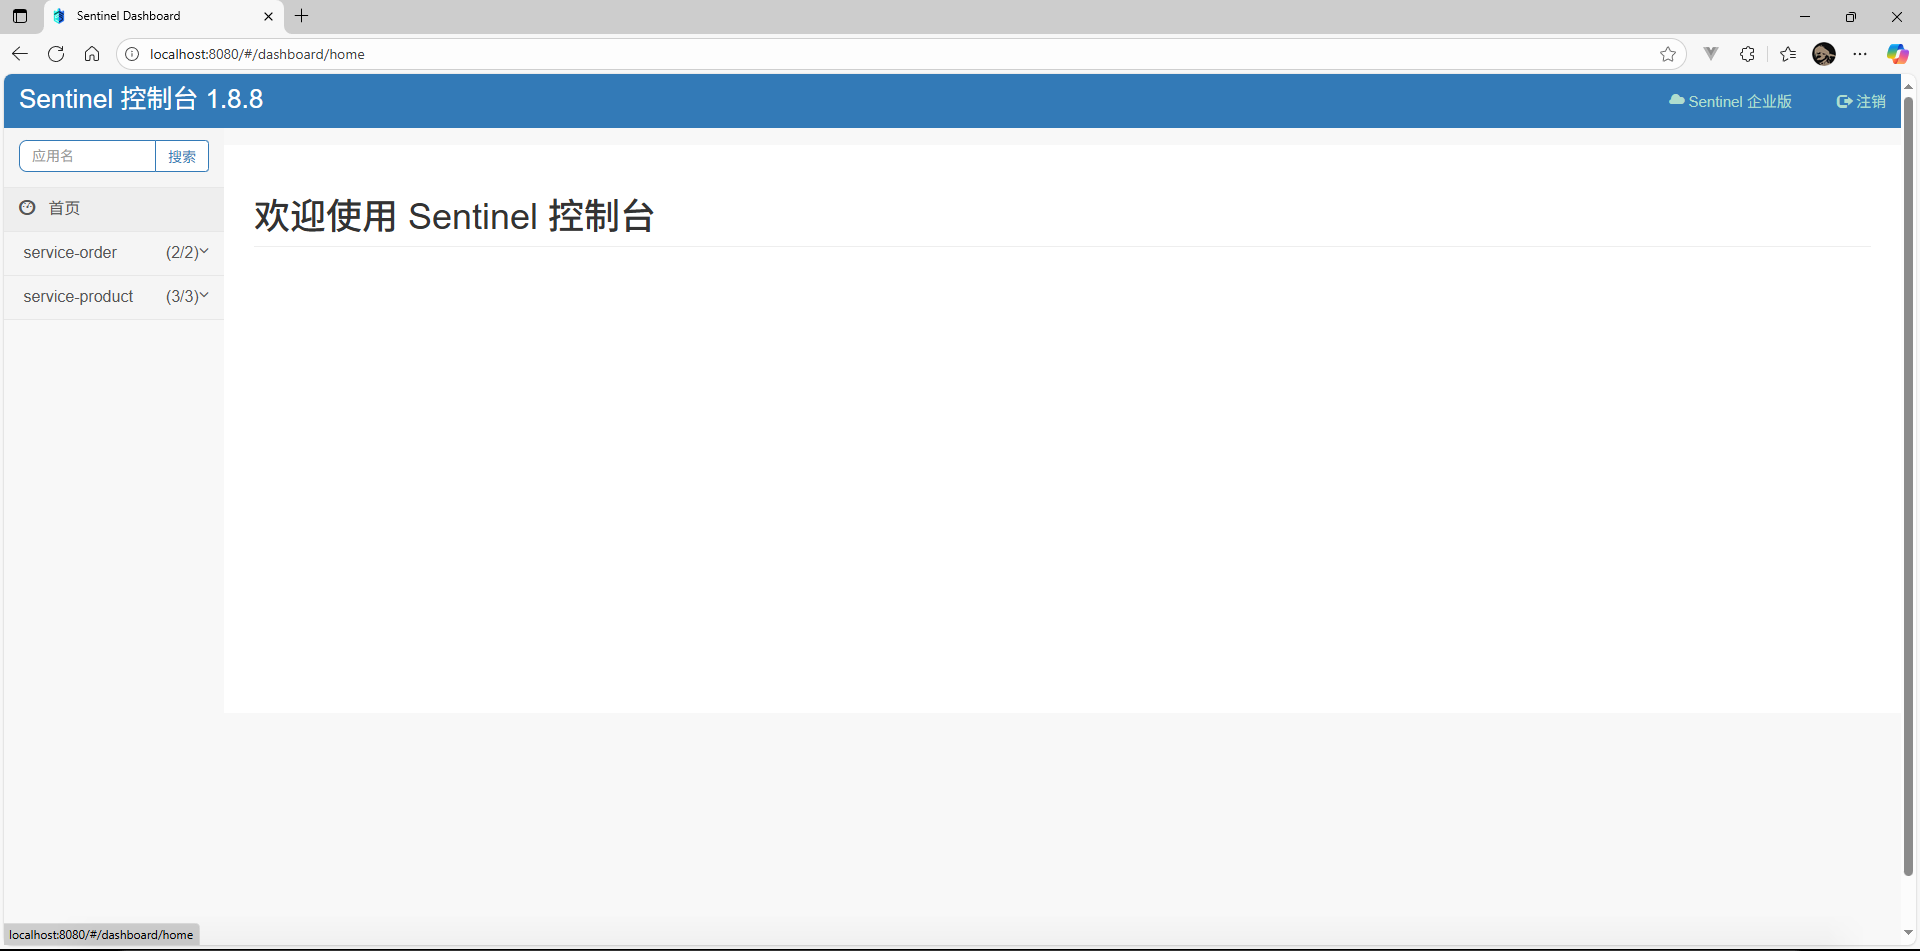 Sentinel Dashboard
localhost:8080/#/dashboard/home
Sentinel 控制台 1.8.8
Sentinel 企业版
注销
应用名
搜索
首页
service-order (2/2)
service-product (3/3)
欢迎使用 Sentinel 控制台
localhost:8080/#/dashboard/home